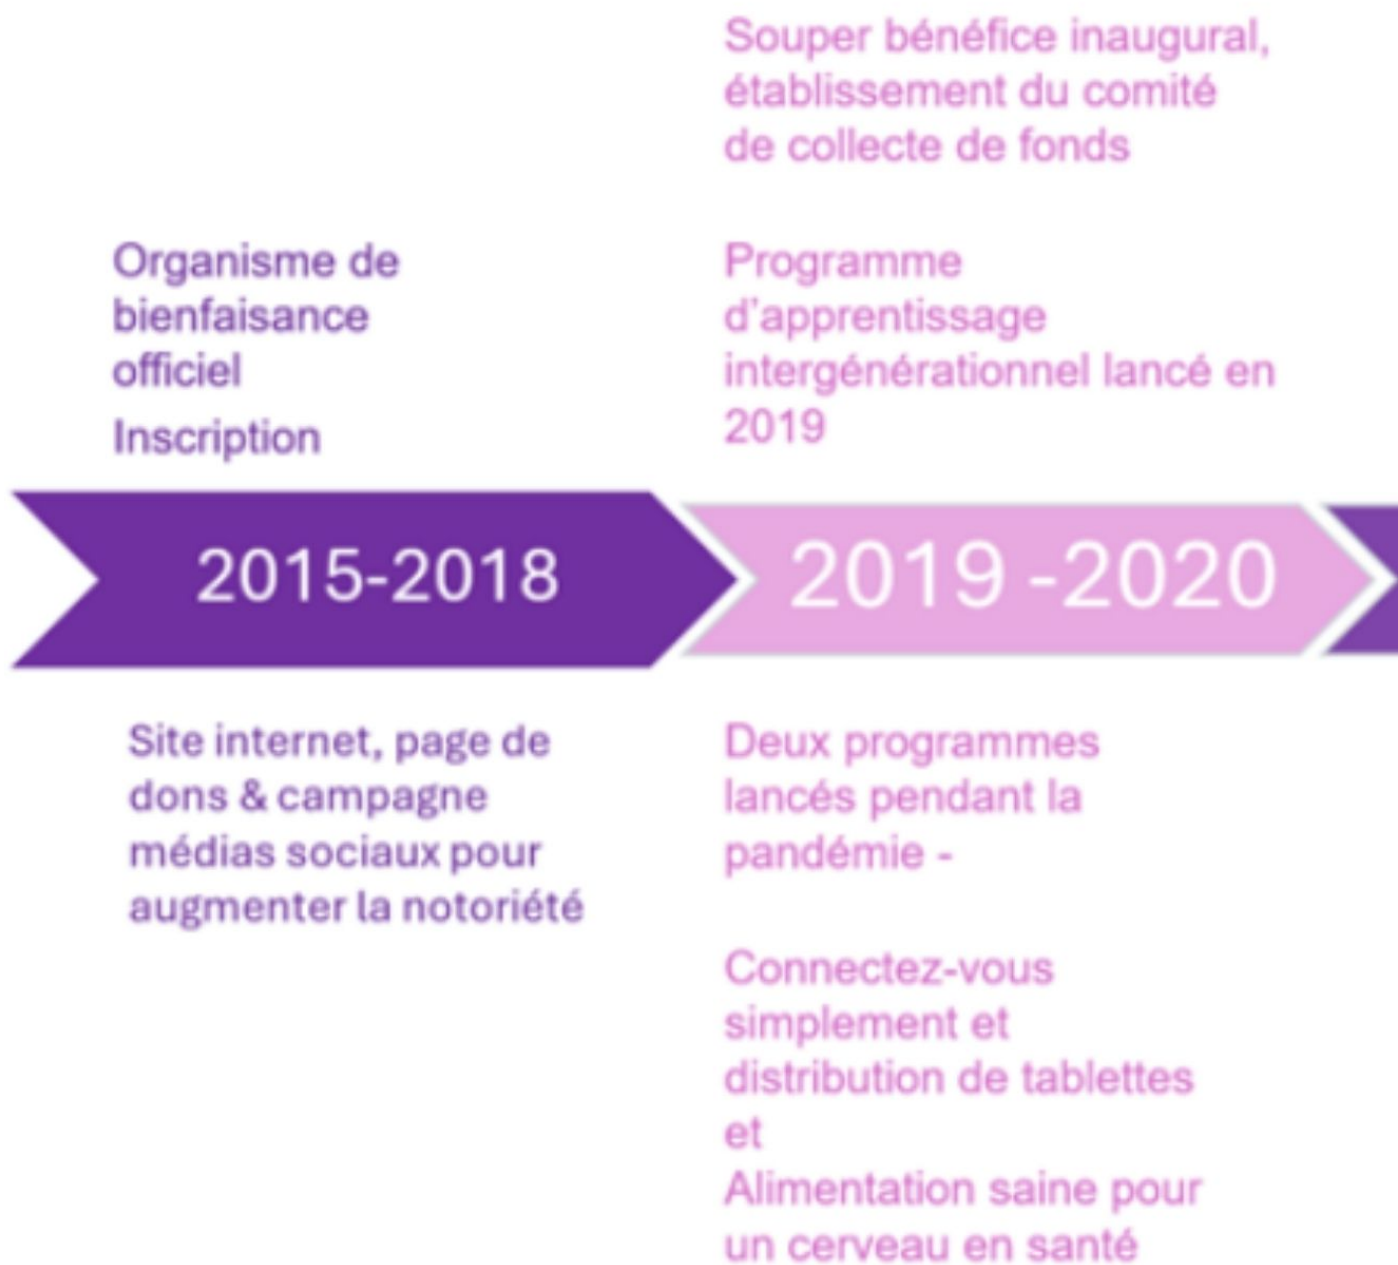 Souper bénéfice inaugural,
établissement du comité
de collecte de fonds
Organisme de
bienfaisance
officiel
Inscription
Programme
d'apprentissage
intergénérationnel lancé en
2019
2015-2018
2019 -2020
Site internet, page de
dons & campagne
médias sociaux pour
augmenter la notoriété
Deux programmes
lancés pendant la
pandémie -
Connectez-vous
simplement et
distribution de tablettes
et
Alimentation saine pour
un cerveau en santé